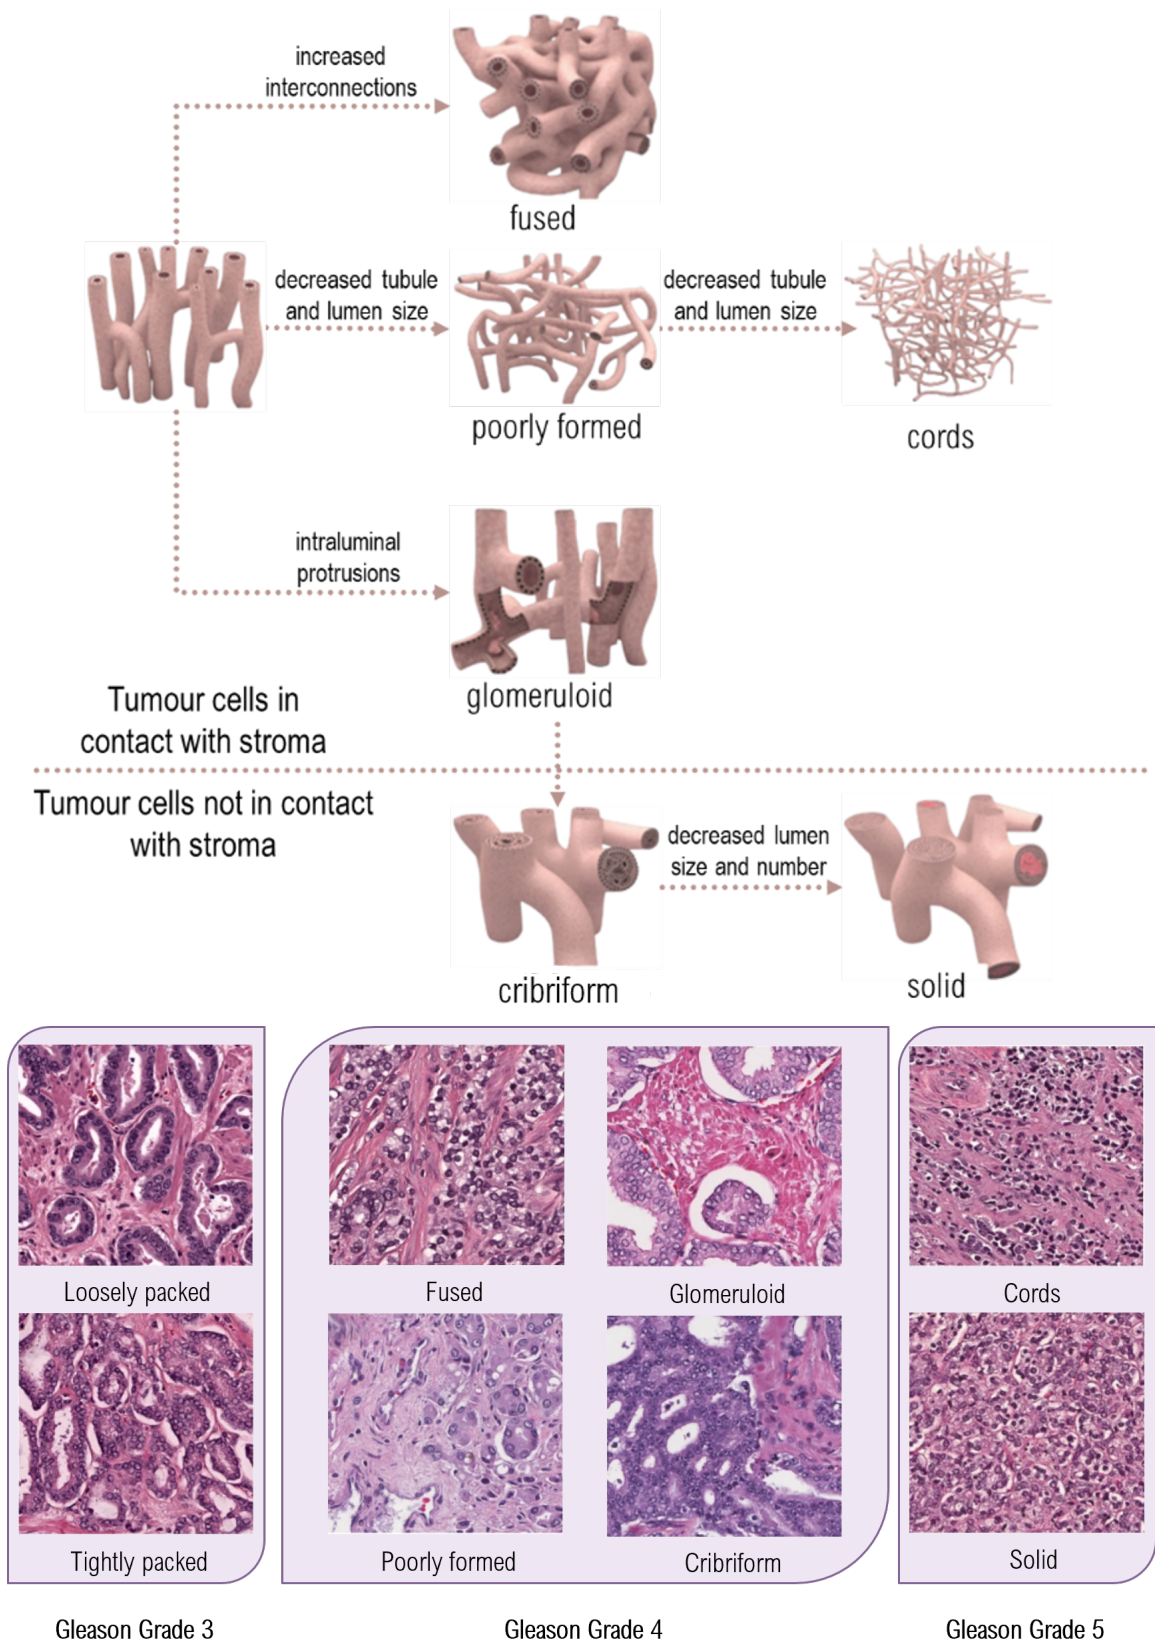 increased
interconnections
fused
decreased tubule
and lumen size
decreased tubule
and lumen size
poorly formed
cords
intraluminal
protrusions
glomeruloid
Tumour cells in
contact with stroma
Tumour cells not in contact
with stroma
decreased lumen
size and number
cribriform
solid
Loosely packed
Fused
Glomeruloid
Cords
Tightly packed
Poorly formed
Cribriform
Solid
Gleason Grade 3
Gleason Grade 4
Gleason Grade 5